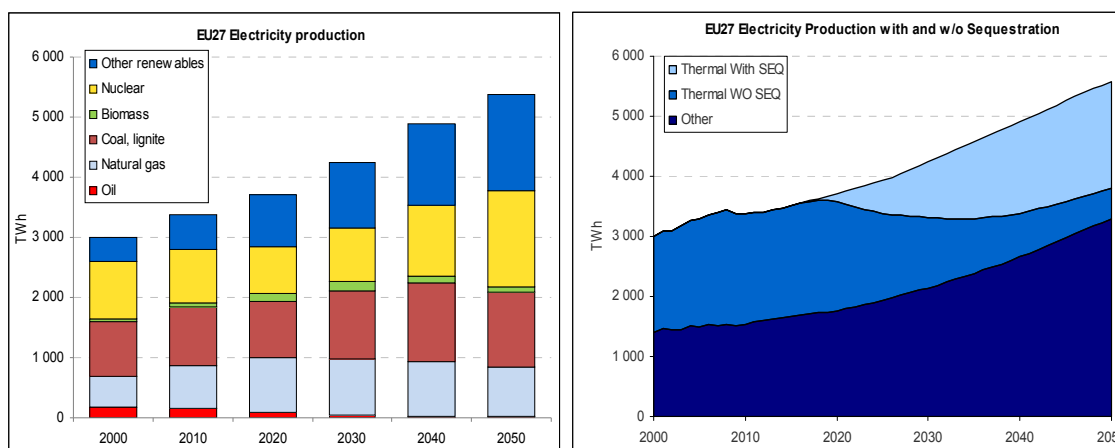 EU27 Electricity production
6 000
5 000
4 000
3 000
2 000
1 000
0
TWh
Other renewables
Nuclear
Biomass
Coal, lignite
Natural gas
Oil
2000 2010 2020 2030 2040 2050
EU27 Electricity Production with and w/o Sequestration
6 000
5 000
4 000
3 000
2 000
1 000
0
TWh
Thermal With SEQ
Thermal WO SEQ
Other
2000 2010 2020 2030 2040 205